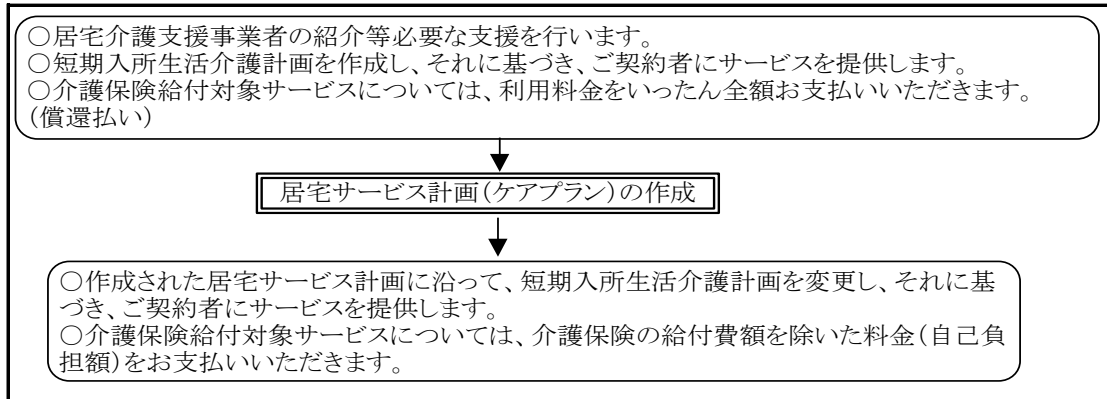 ○居宅介護支援事業者の紹介等必要な支援を行います。
○短期入所生活介護計画を作成し、それに基づき、ご契約者にサービスを提供します。
○介護保険給付対象サービスについては、利用料金をいったん全額お支払いいただきます。
(償還払い)
居宅サービス計画(ケアプラン)の作成
○作成された居宅サービス計画に沿って、短期入所生活介護計画を変更し、それに基
づき、ご契約者にサービスを提供します。
○介護保険給付対象サービスについては、介護保険の給付費額を除いた料金(自己負
担額)をお支払いいただきます。